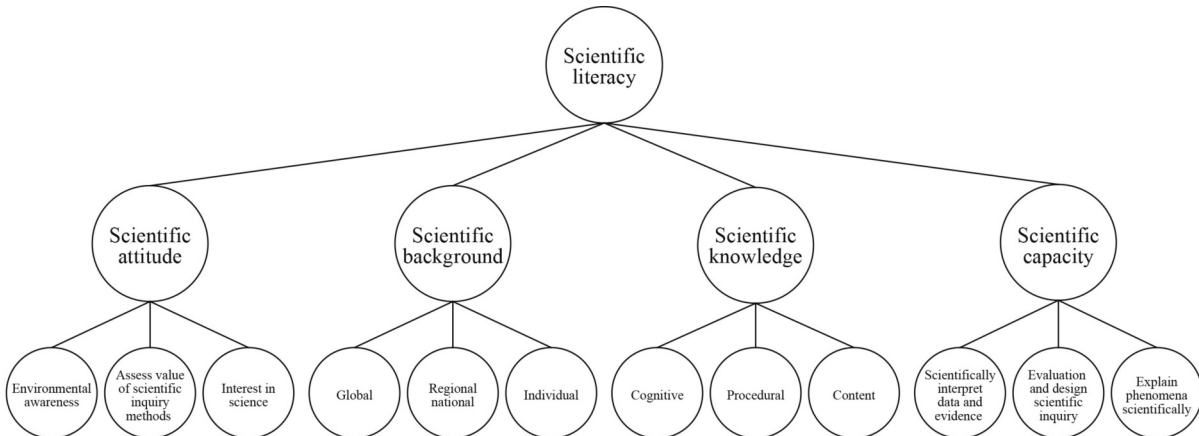 Scientific
literacy
Scientific
attitude
Scientific
background
Scientific
knowledge
Scientific
capacity
Environmental
awareness
Assess value
of scientific
inquiry
methods
Interest in
science
Global
Regional
national
Individual
Cognitive
Procedural
Content
Scientifically
interpret
data and
evidence
Evaluation
and design
scientific
inquiry
Explain
phenomena
scientifically